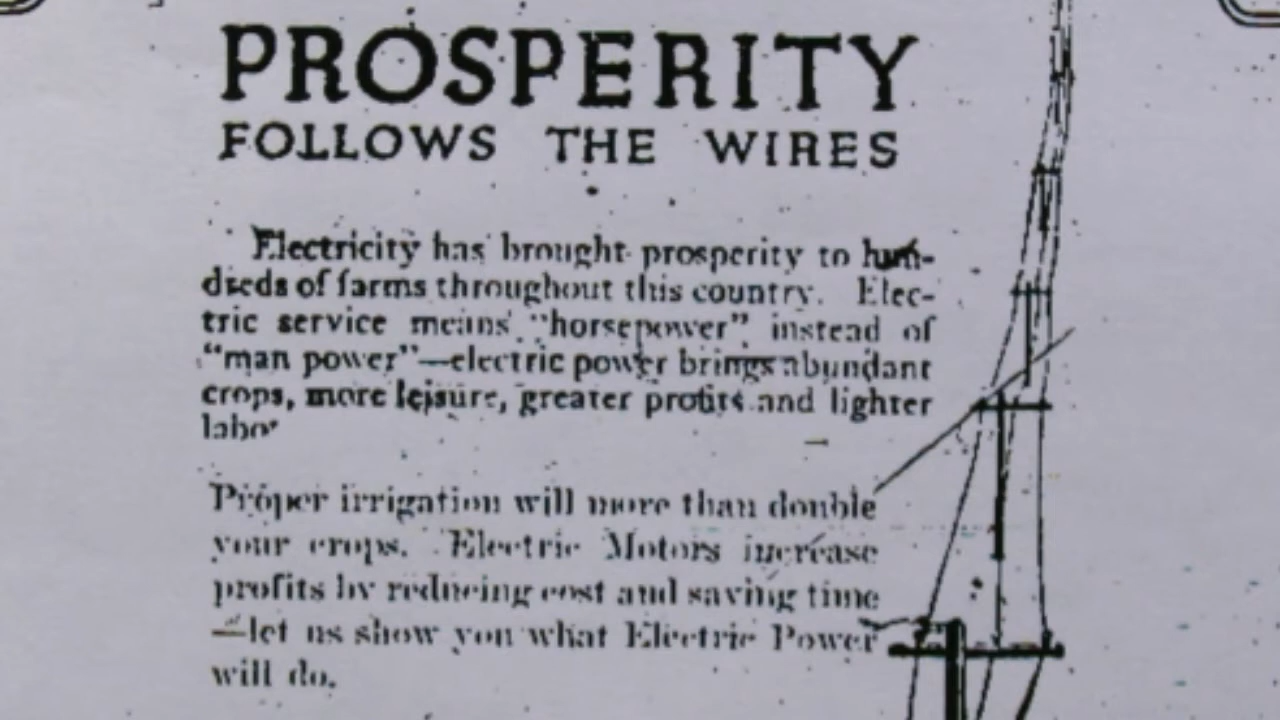 PROSPERITY
FOLLOWS THE WIRES
Electricity has brought prosperity to hun-
dreds of farms throughout this country. Elec-
tric service means "horsepower" instead of
"man power"—electric power brings abundant
crops, more leisure, greater profits and lighter
labor
Proper irrigation will more than double
your crops. Electric Motors increase
profits by reducing cost and saving time
—let us show you what Electric Power
will do.